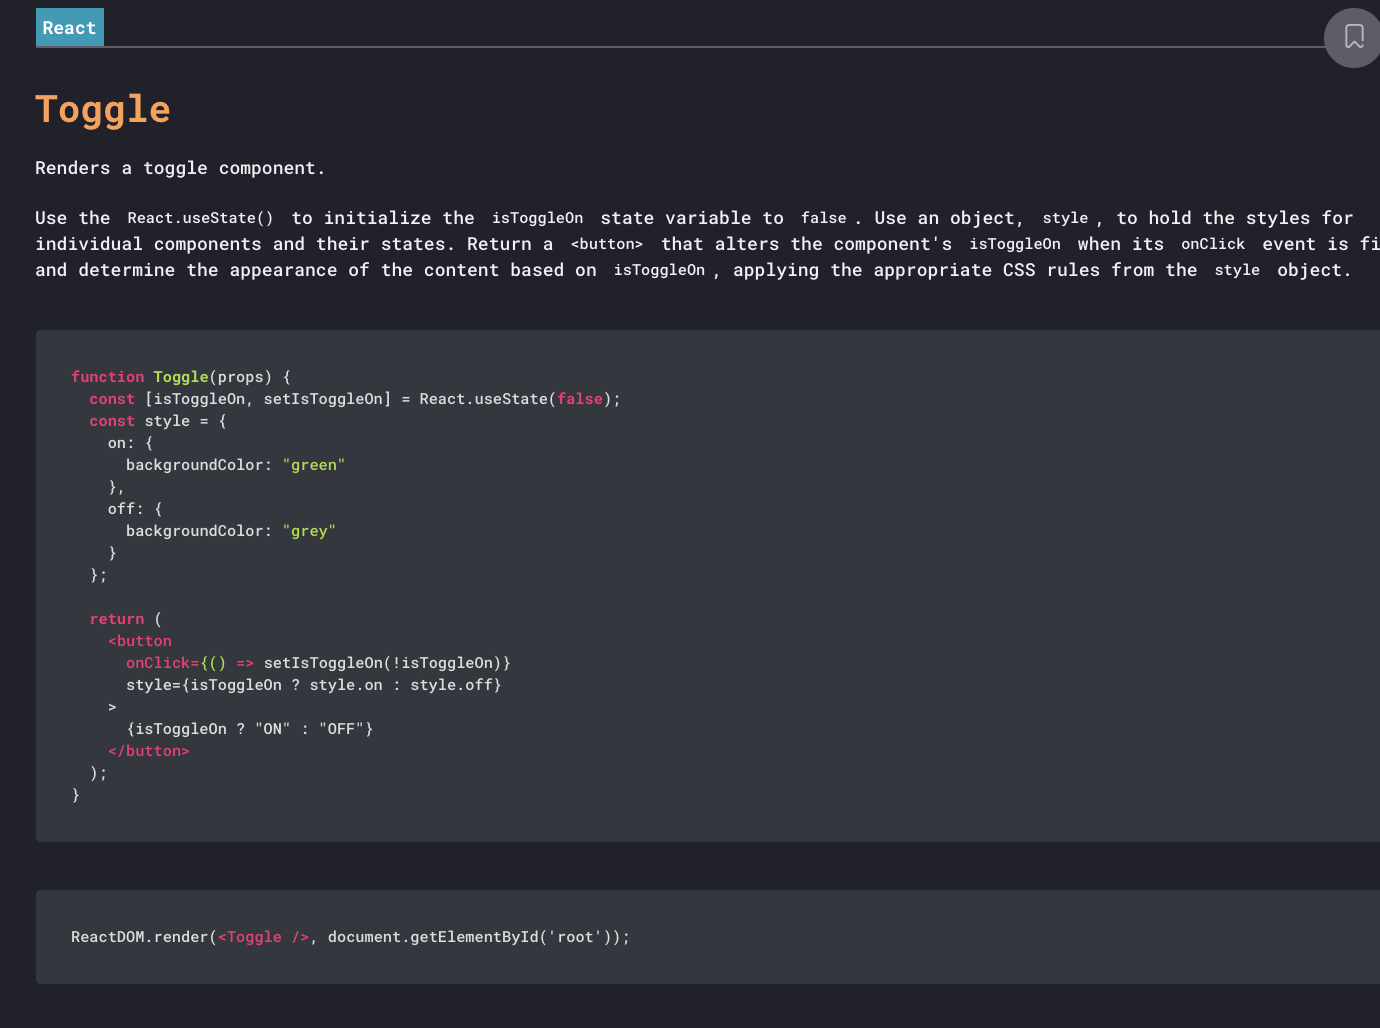 React
Toggle
Renders a toggle component.
Use the React.useState() to initialize the isToggleOn state variable to false. Use an object, style, to hold the styles for
individual components and their states. Return a <button> that alters the component's isToggleOn when its onClick event is
and determine the appearance of the content based on isToggleOn, applying the appropriate CSS rules from the style object.
function Toggle(props) {
  const [isToggleOn, setIsToggleOn] = React.useState(false);
  const style = {
    on: {
      backgroundColor: "green"
    },
    off: {
      backgroundColor: "grey"
    }
  };
  return (
    <button
      onClick={() => setIsToggleOn(!isToggleOn)}
      style={isToggleOn ? style.on : style.off}
    >
      {isToggleOn ? "ON" : "OFF"}
    </button>
  );
}
ReactDOM.render(<Toggle />, document.getElementById('root'));